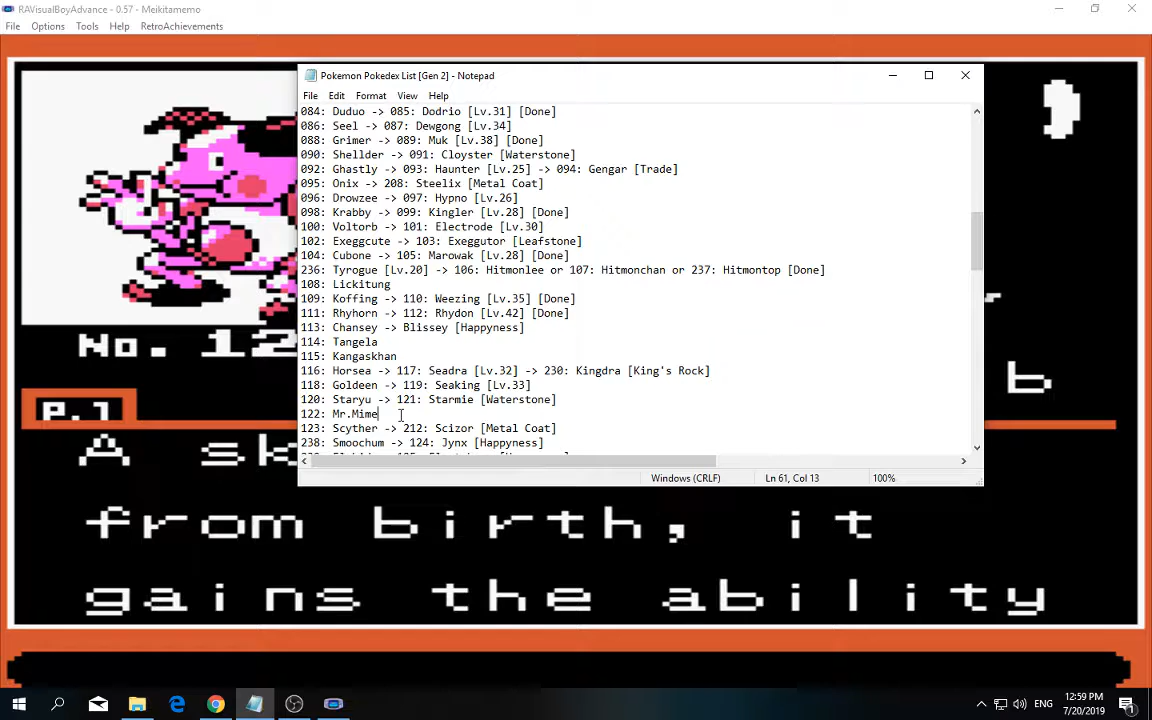 RAVisualBoyAdvance - 0.57 - Meikitamemo
File Options Tools Help RetroAchievements
Pokemon Pokedex List [Gen 2] - Notepad
File Edit Format View Help
084: Duduo -> 085: Dodrio [Lv.31] [Done]
086: Seel -> 087: Dewgong [Lv.34]
088: Grimer -> 089: Muk [Lv.38] [Done]
090: Shellder -> 091: Cloyster [Waterstone]
092: Ghastly -> 093: Haunter [Lv.25] -> 094: Gengar [Trade]
095: Onix -> 208: Steelix [Metal Coat]
096: Drowzee -> 097: Hypno [Lv.26]
098: Krabby -> 099: Kingler [Lv.28] [Done]
100: Voltorb -> 101: Electrode [Lv.30]
102: Exeggcute -> 103: Exeggutor [Leafstone]
104: Cubone -> 105: Marowak [Lv.28] [Done]
236: Tyrogue [Lv.20] -> 106: Hitmonlee or 107: Hitmonchan or 237: Hitmontop [Done]
108: Lickitung
109: Koffing -> 110: Weezing [Lv.35] [Done]
111: Rhyhorn -> 112: Rhydon [Lv.42] [Done]
113: Chansey -> Blissey [Happyness]
114: Tangela
115: Kangaskhan
116: Horsea -> 117: Seadra [Lv.32] -> 230: Kingdra [King's Rock]
118: Goldeen -> 119: Seaking [Lv.33]
120: Staryu -> 121: Starmie [Waterstone]
122: Mr.Mime
123: Scyther -> 212: Scizor [Metal Coat]
238: Smoochum -> 124: Jynx [Happyness]
Windows (CRLF) Ln 61, Col 13 100%
No. 12
b
P.1
A sk
from birth, it
gains the ability
ENG
12:59 PM
7/20/2019
1